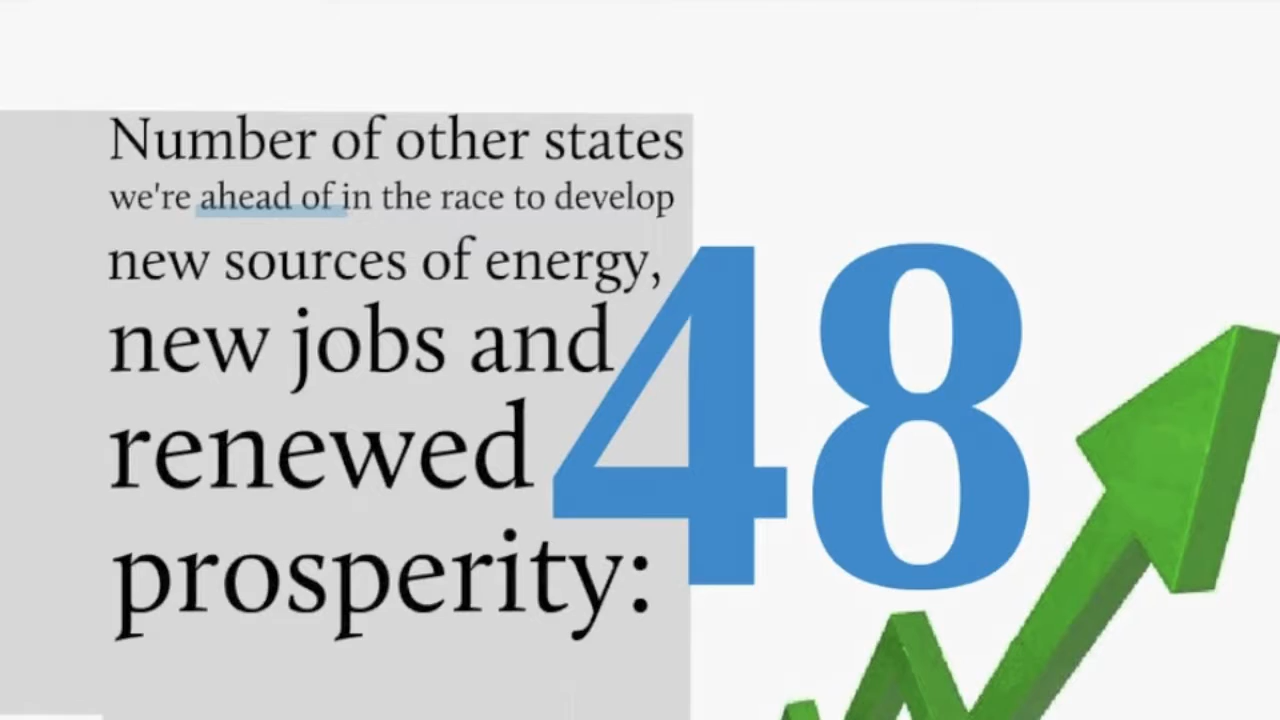 Number of other states
we're ahead of in the race to develop
new sources of energy,
new jobs and
renewed
prosperity:
48